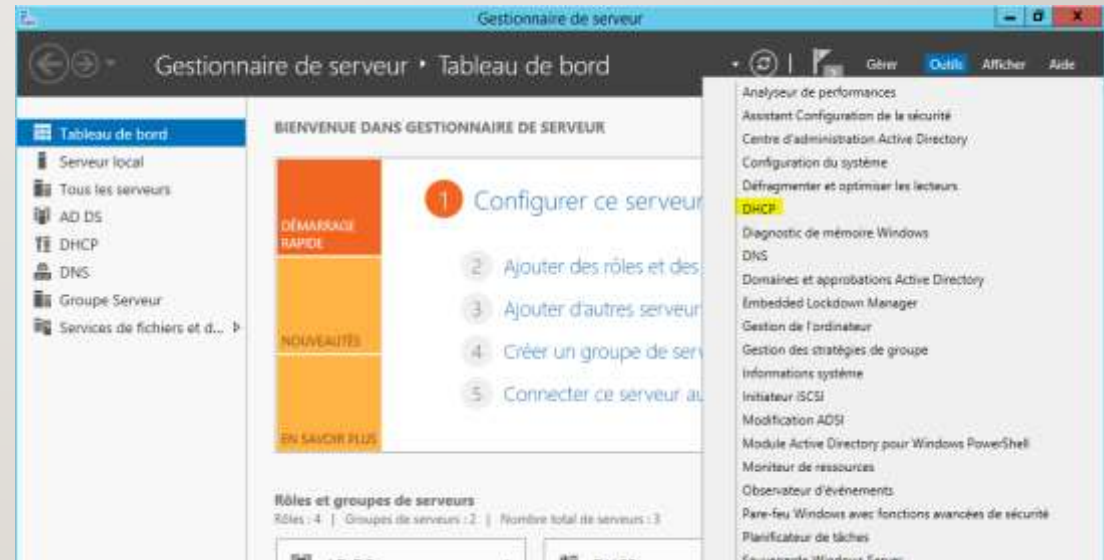 Gestionnaire de serveur
Gestionnaire de serveur • Tableau de bord
Gérer Outils Afficher Aide
Tableau de bord
Serveur local
Tous les serveurs
AD DS
DHCP
DNS
Groupe Serveur
Services de fichiers et d...
BIENVENUE DANS GESTIONNAIRE DE SERVEUR
DÉMARRAGE
RAPIDE
NOUVEAUTÉS
EN SAVOIR PLUS
1 Configurer ce serveur
2 Ajouter des rôles et des
3 Ajouter d'autres serveur
4 Créer un groupe de serv
5 Connecter ce serveur au
Rôles et groupes de serveurs
Rôles : 4 | Groupes de serveurs : 2 | Nombre total de serveurs : 3
Analyseur de performances
Assistant Configuration de la sécurité
Centre d'administration Active Directory
Configuration du système
Défragmenter et optimiser les lecteurs
DHCP
Diagnostic de mémoire Windows
DNS
Domaines et approbations Active Directory
Embedded Lockdown Manager
Gestion de l'ordinateur
Gestion des stratégies de groupe
Informations système
Initiateur iSCSI
Modification ADSI
Module Active Directory pour Windows PowerShell
Moniteur de ressources
Observateur d'événements
Pare-feu Windows avec fonctions avancées de sécurité
Planificateur de tâches